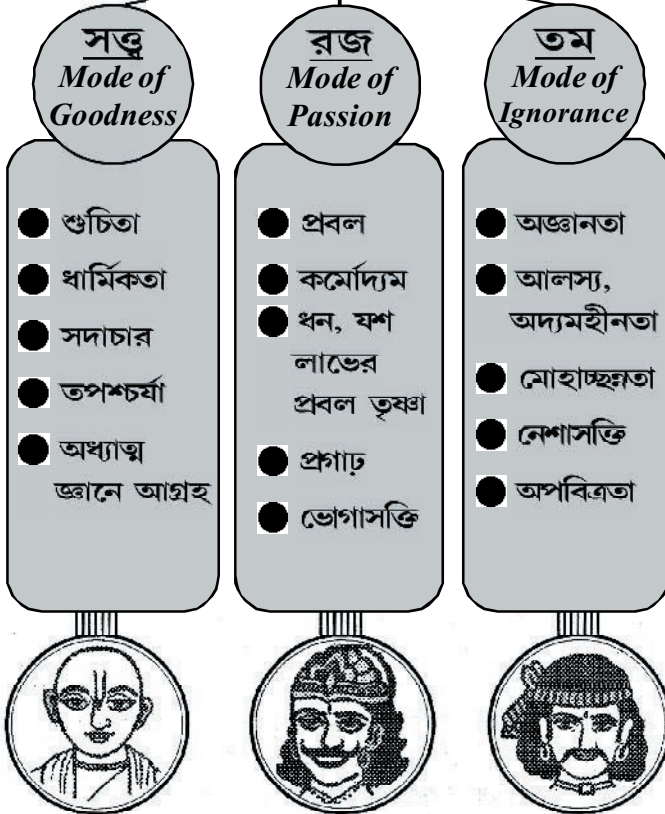 সত্ত্ব
Mode of
Goodness
শুচিতা
ধার্মিকতা
সদাচার
তপশ্চর্যা
অধ্যাত্ম
জ্ঞানে আগ্রহ
রজ
Mode of
Passion
প্রবল
কর্মোদ্যম
ধন, যশ
লাভের
প্রবল তৃষ্ণা
প্রগাঢ়
ভোগাসক্তি
তম
Mode of
Ignorance
অজ্ঞানতা
আলস্য,
অদ্যমহীনতা
মোহাচ্ছন্নতা
নেশাসক্তি
অপবিত্রতা